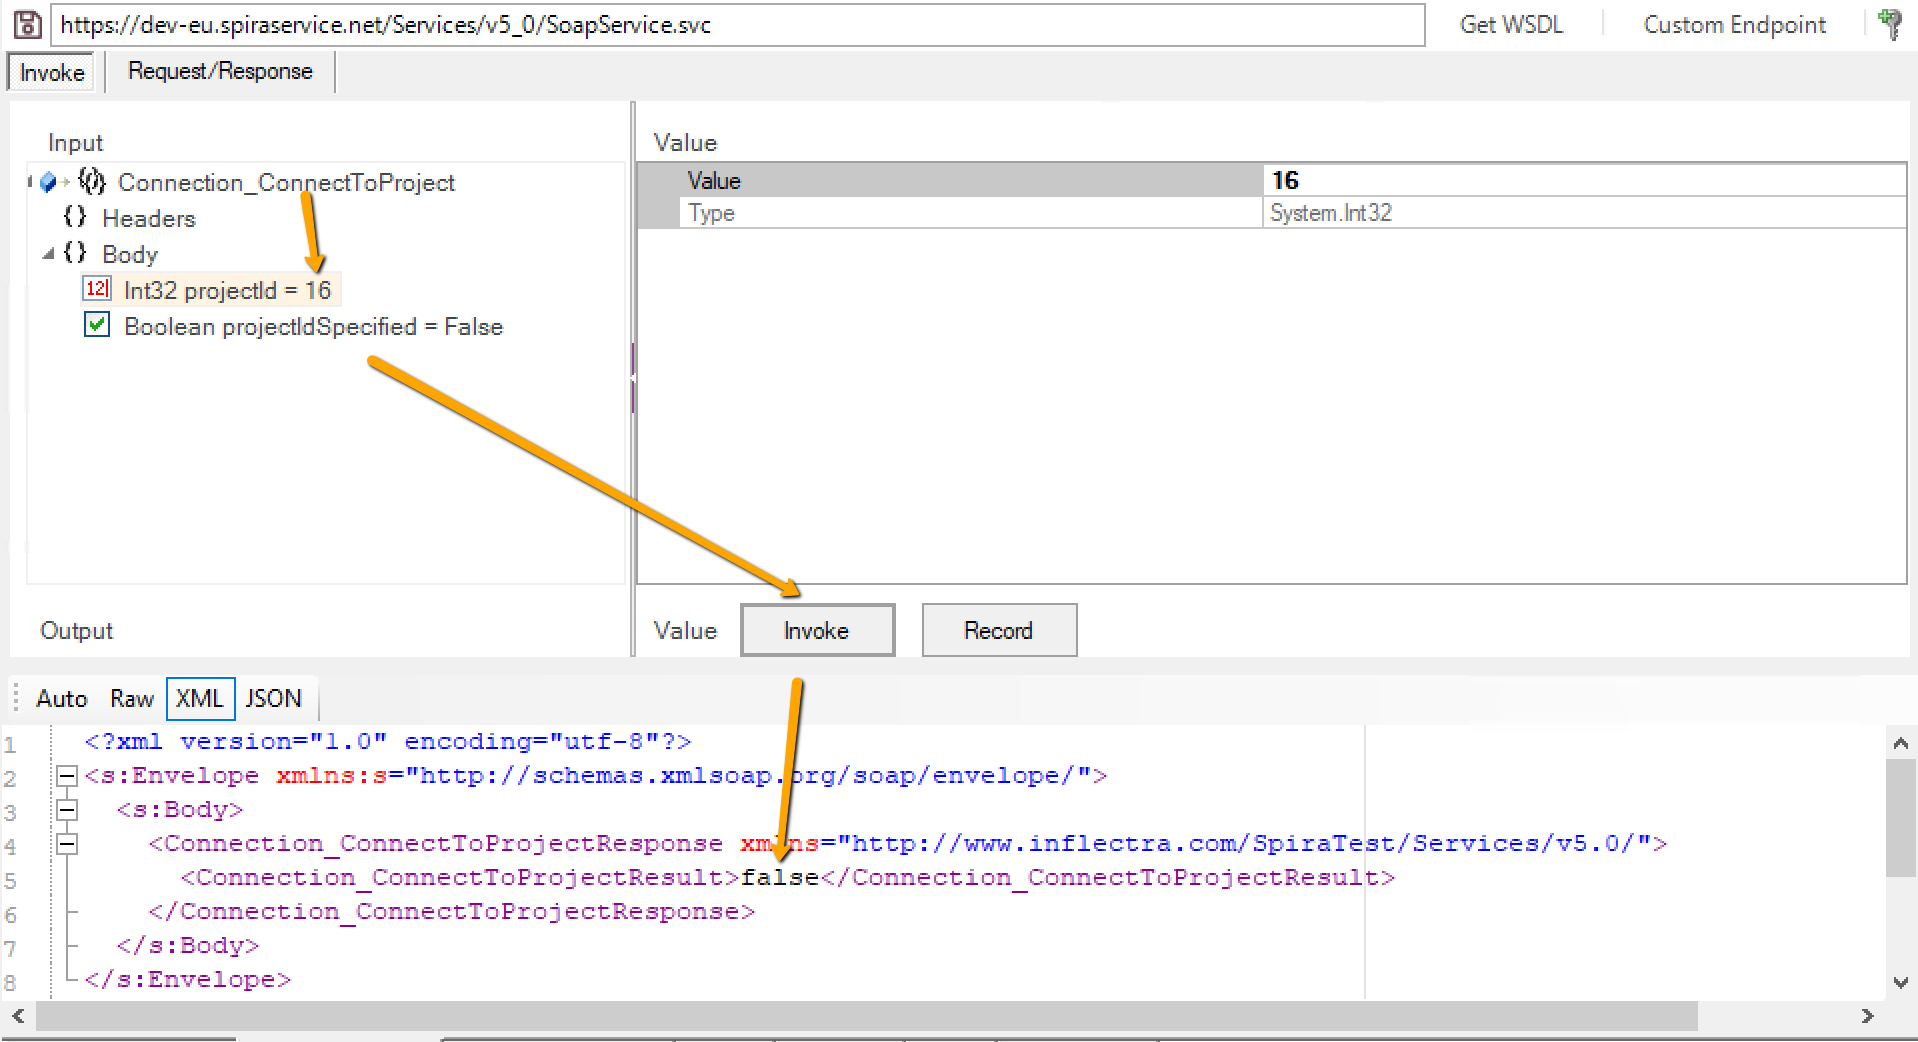 https://dev-eu.spiraservice.net/Services/v5_0/SoapService.svc
Get WSDL
Custom Endpoint
Invoke
Request/Response
Input
Connection_ConnectToProject
Headers
Body
Int32 projectId = 16
Boolean projectIdSpecified = False
Value
Value 16
Type System.Int32
Output
Value
Invoke
Record
Auto Raw XML JSON
1 <?xml version="1.0" encoding="utf-8"?>
2 <s:Envelope xmlns:s="http://schemas.xmlsoap.org/soap/envelope/">
3 <s:Body>
4 <Connection_ConnectToProjectResponse xmlns="http://www.inflectra.com/SpiraTest/Services/v5.0/">
5 <Connection_ConnectToProjectResult>false</Connection_ConnectToProjectResult>
6 </Connection_ConnectToProjectResponse>
7 </s:Body>
8 </s:Envelope>